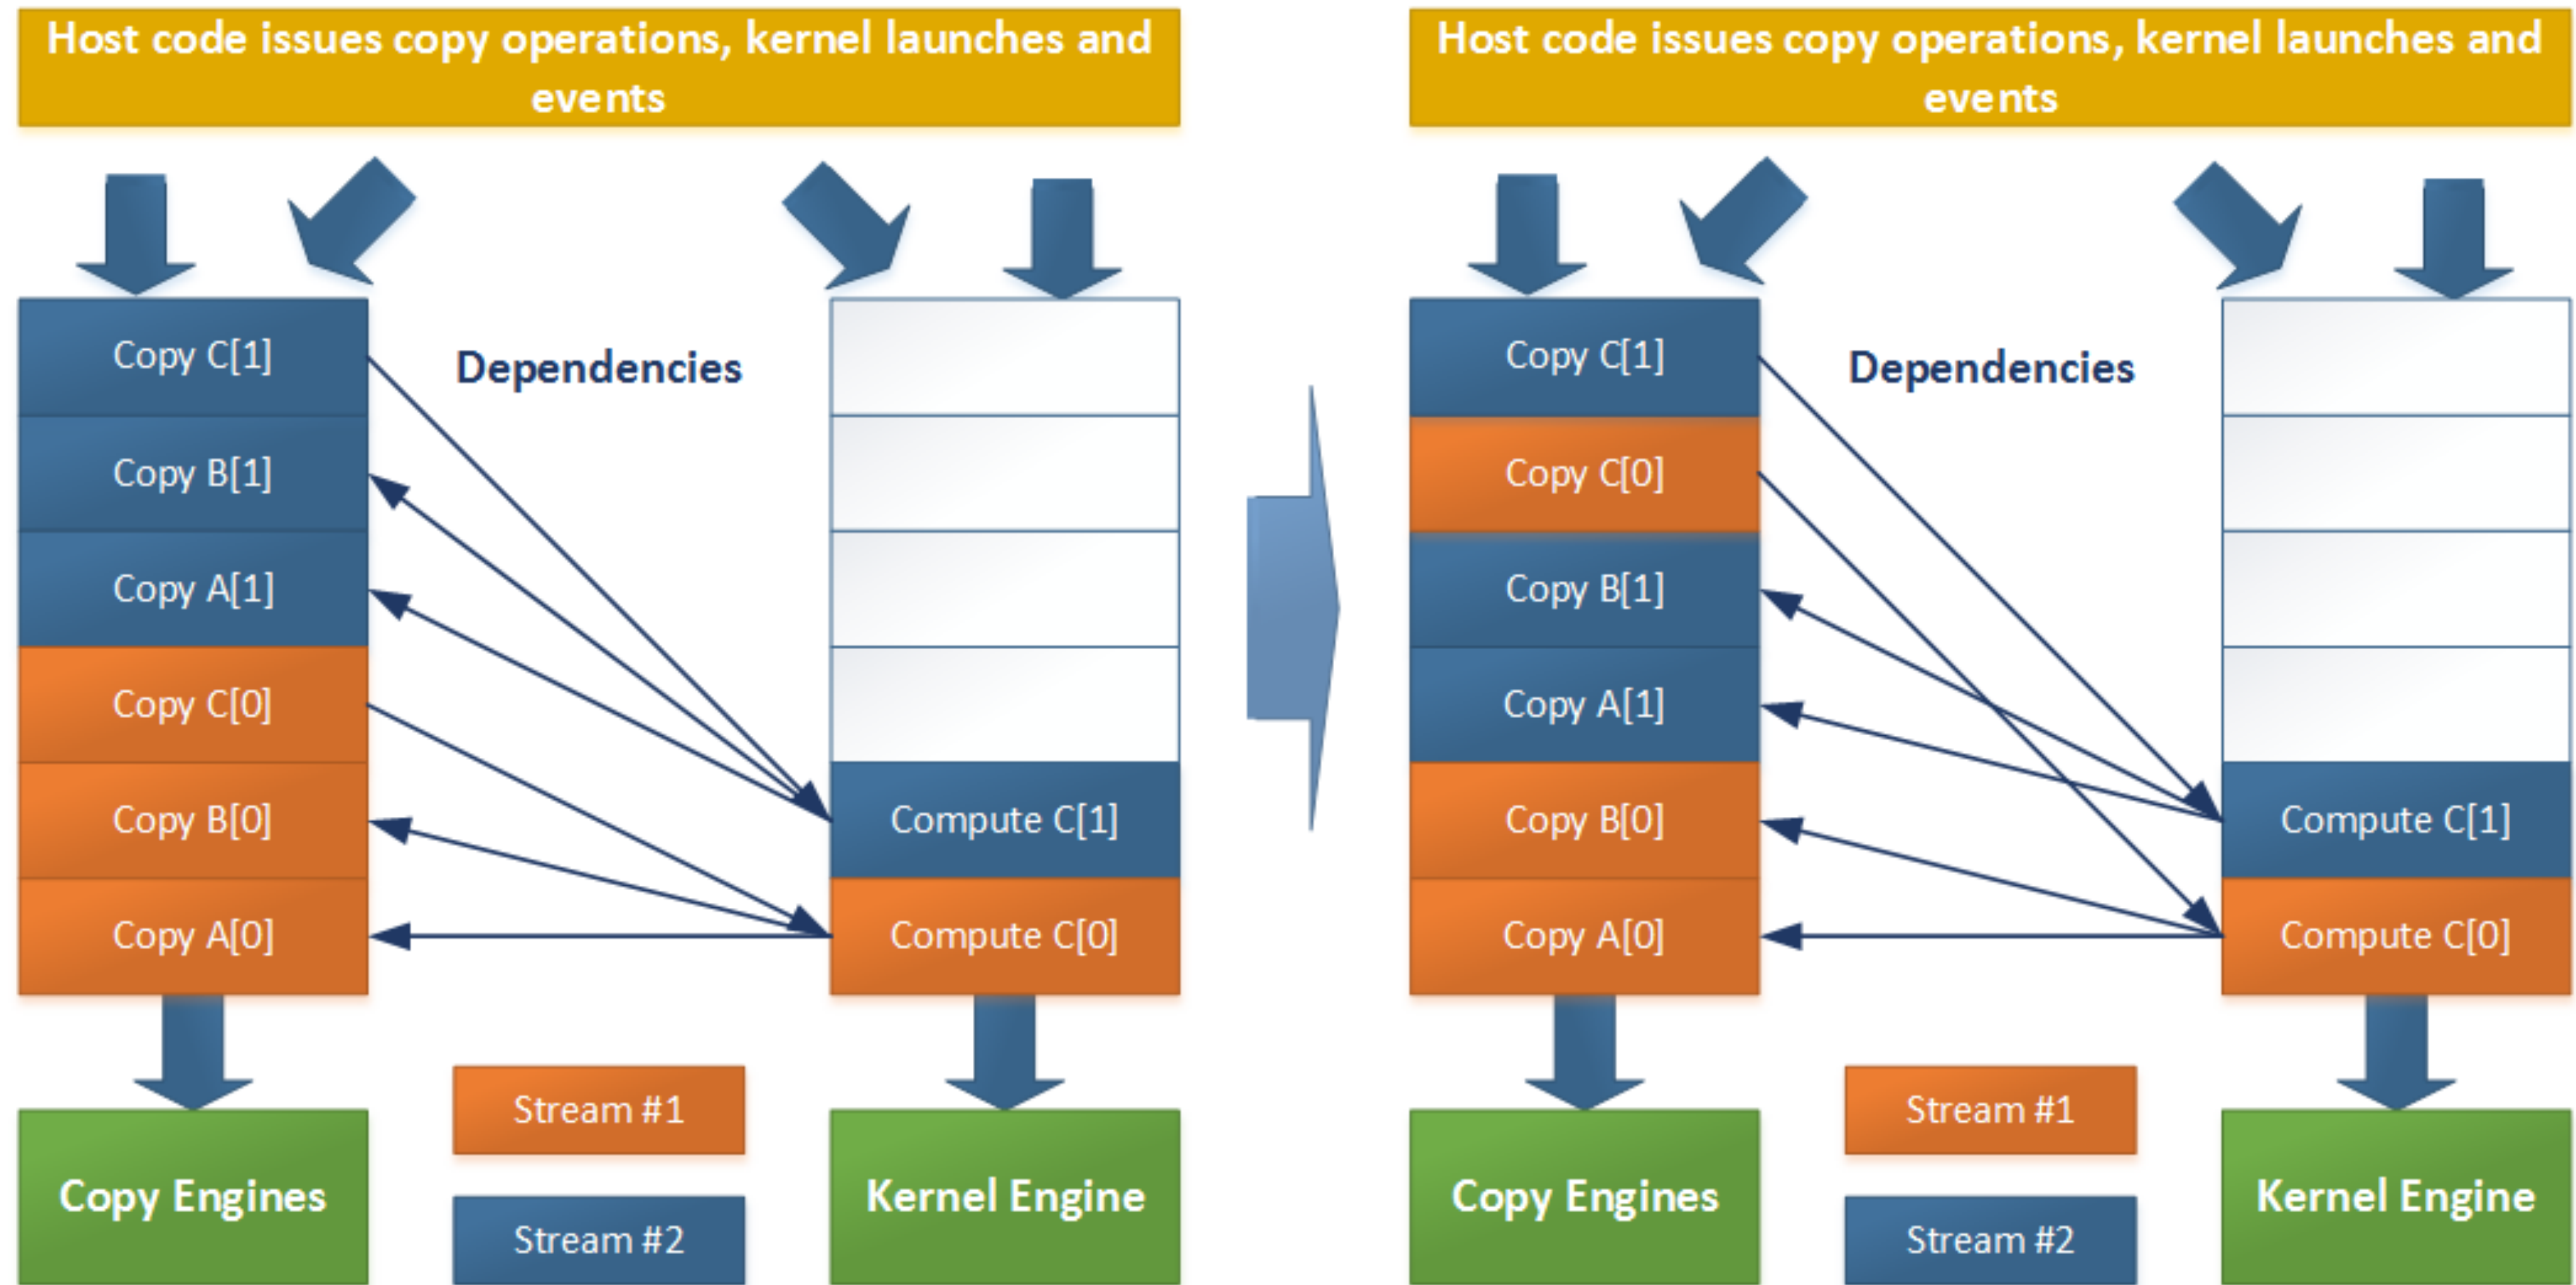 Host code issues copy operations, kernel launches and
events
Copy C[1]
Dependencies
Copy B[1]
Copy A[1]
Copy C[0]
Copy B[0]
Compute C[1]
Copy A[0]
Compute C[0]
Stream #1
Copy Engines
Kernel Engine
Stream #2
Host code issues copy operations, kernel launches and
events
Copy C[1]
Dependencies
Copy C[0]
Copy B[1]
Copy A[1]
Copy B[0]
Compute C[1]
Copy A[0]
Compute C[0]
Stream #1
Copy Engines
Kernel Engine
Stream #2